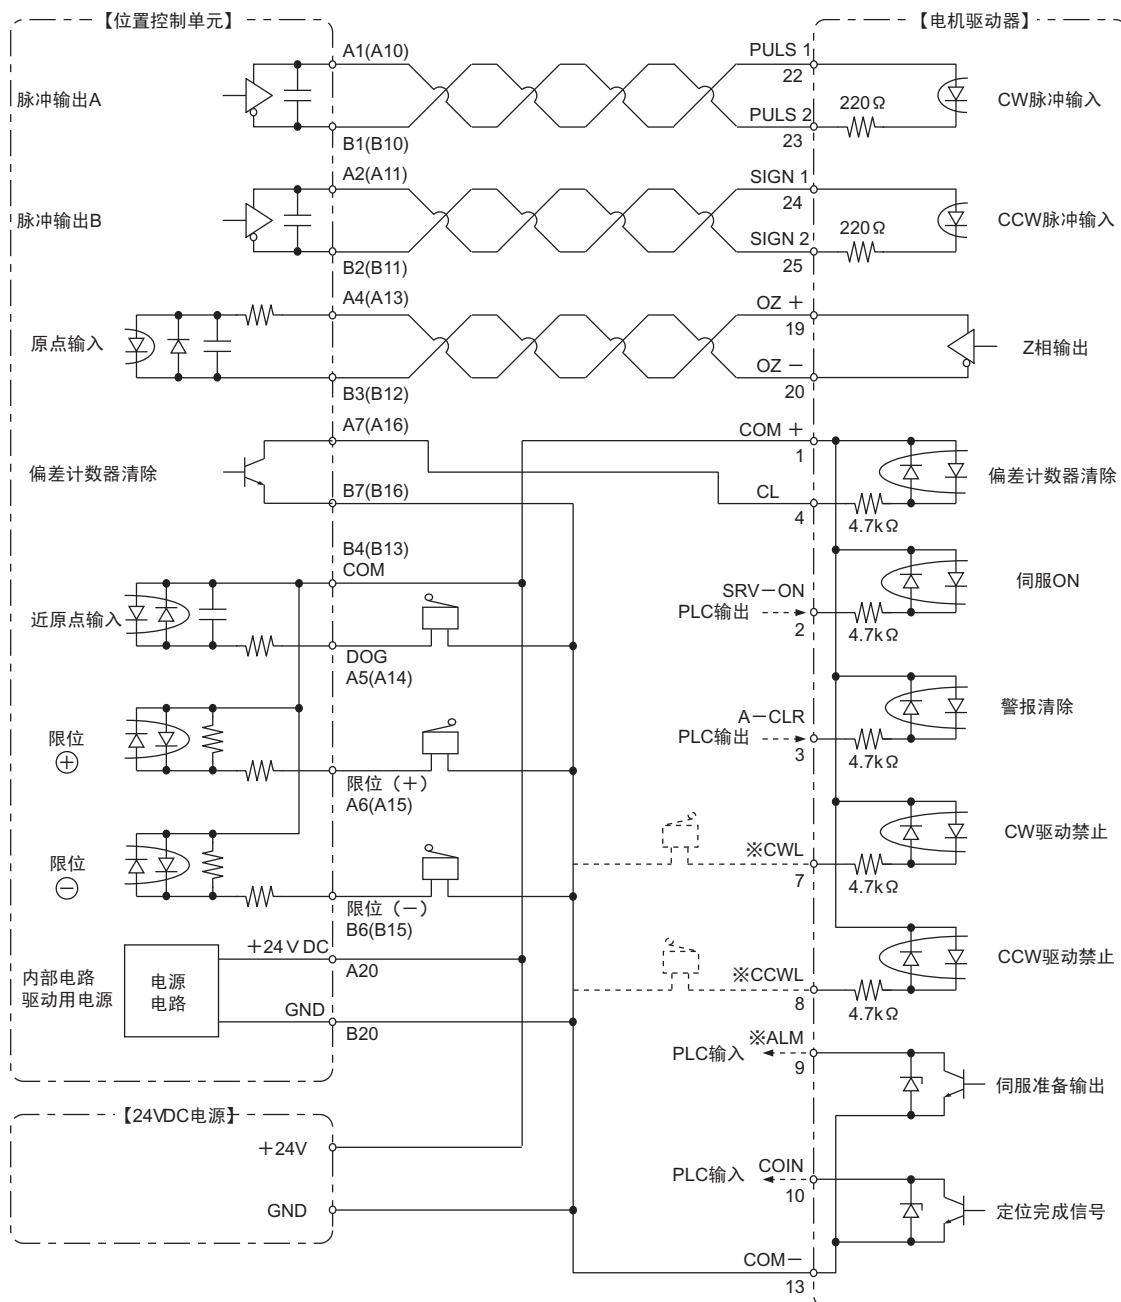 【位置控制单元】
【电机驱动器】
A1(A10)
PULS 1
22
脉冲输出A
220Ω
CW脉冲输入
PULS 2
B1(B10)
23
A2(A11)
SIGN 1
24
脉冲输出B
220Ω
CCW脉冲输入
SIGN 2
B2(B11)
25
A4(A13)
OZ +
19
原点输入
Z相输出
OZ −
B3(B12)
20
A7(A16)
COM +
1
偏差计数器清除
偏差计数器清除
B7(B16)
CL
4
4.7kΩ
B4(B13)
COM
伺服ON
SRV−ON
PLC输出
2
4.7kΩ
近原点输入
DOG
A5(A14)
A−CLR
PLC输出
3
4.7kΩ
警报清除
限位
+
限位（+）
A6(A15)
CW驱动禁止
※CWL
7
4.7kΩ
限位
−
限位（−）
B6(B15)
+24V DC
A20
CCW驱动禁止
※CCWL
8
4.7kΩ
内部电路
驱动用电源
电源
电路
GND
B20
※ALM
PLC输入
9
伺服准备输出
【24VDC电源】
+24V
COIN
PLC输入
10
GND
定位完成信号
COM−
13